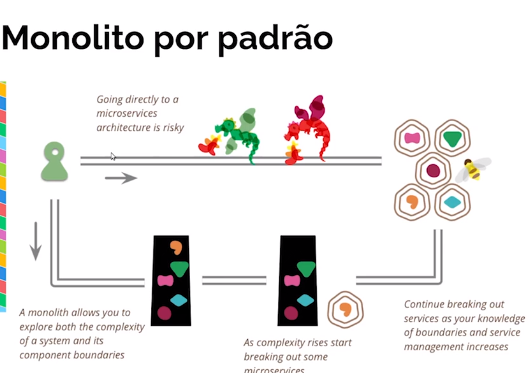 Monolito por padrão
Going directly to a
microservices
architecture is risky
A monolith allows you to
explore both the complexity
of a system and its
component boundaries
As complexity rises start
breaking out some
microservices
Continue breaking out
services as your knowledge
of boundaries and service
management increases